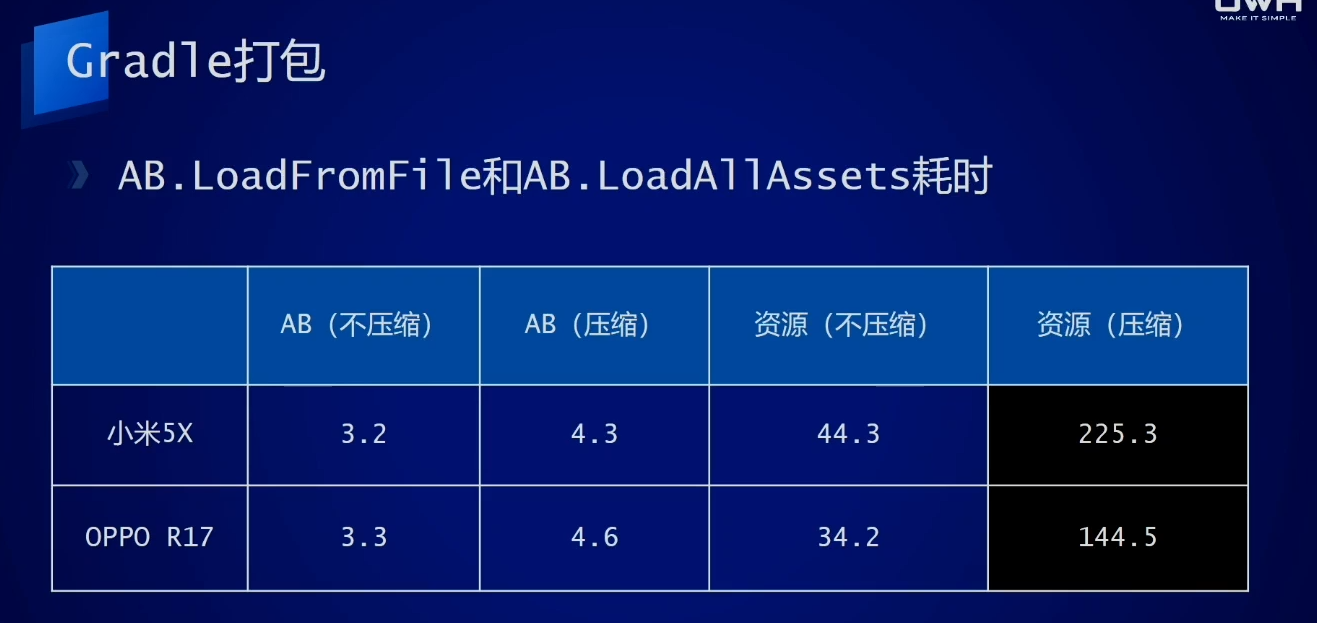 MAKE IT SIMPLE
Gradle打包
AB.LoadFromFile和AB.LoadAllAssets耗时
AB（不压缩） AB（压缩） 资源（不压缩） 资源（压缩）
小米5X 3.2 4.3 44.3 225.3
OPPO R17 3.3 4.6 34.2 144.5